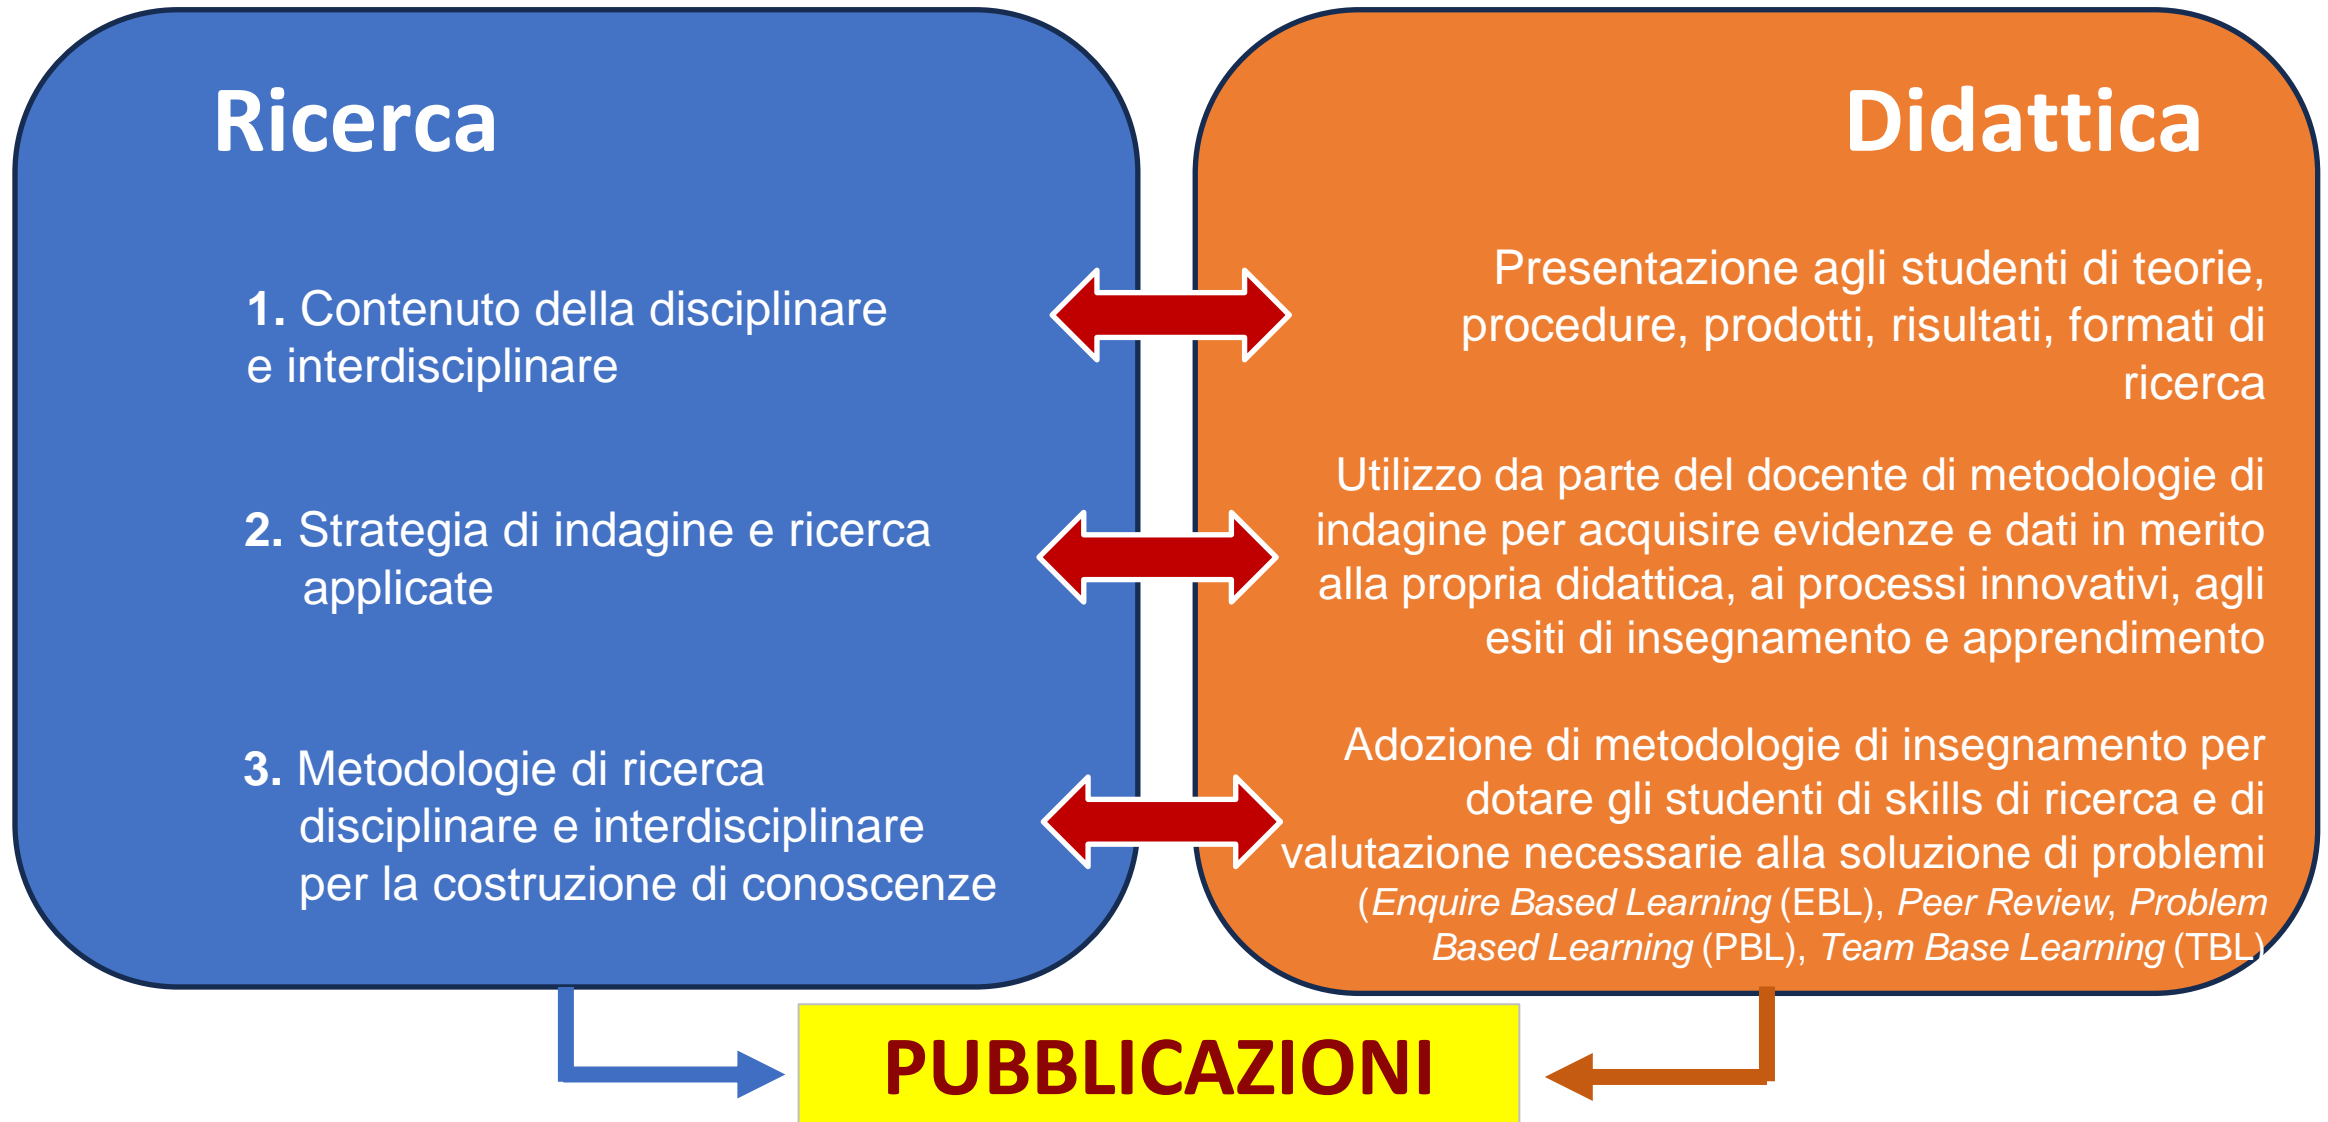 Ricerca
1. Contenuto della disciplinare
e interdisciplinare
2. Strategia di indagine e ricerca
applicate
3. Metodologie di ricerca
disciplinare e interdisciplinare
per la costruzione di conoscenze
Didattica
Presentazione agli studenti di teorie,
procedure, prodotti, risultati, formati di
ricerca
Utilizzo da parte del docente di metodologie di
indagine per acquisire evidenze e dati in merito
alla propria didattica, ai processi innovativi, agli
esiti di insegnamento e apprendimento
Adozione di metodologie di insegnamento per
dotare gli studenti di skills di ricerca e di
valutazione necessarie alla soluzione di problemi
(Enquire Based Learning (EBL), Peer Review, Problem
Based Learning (PBL), Team Base Learning (TBL)
PUBBLICAZIONI